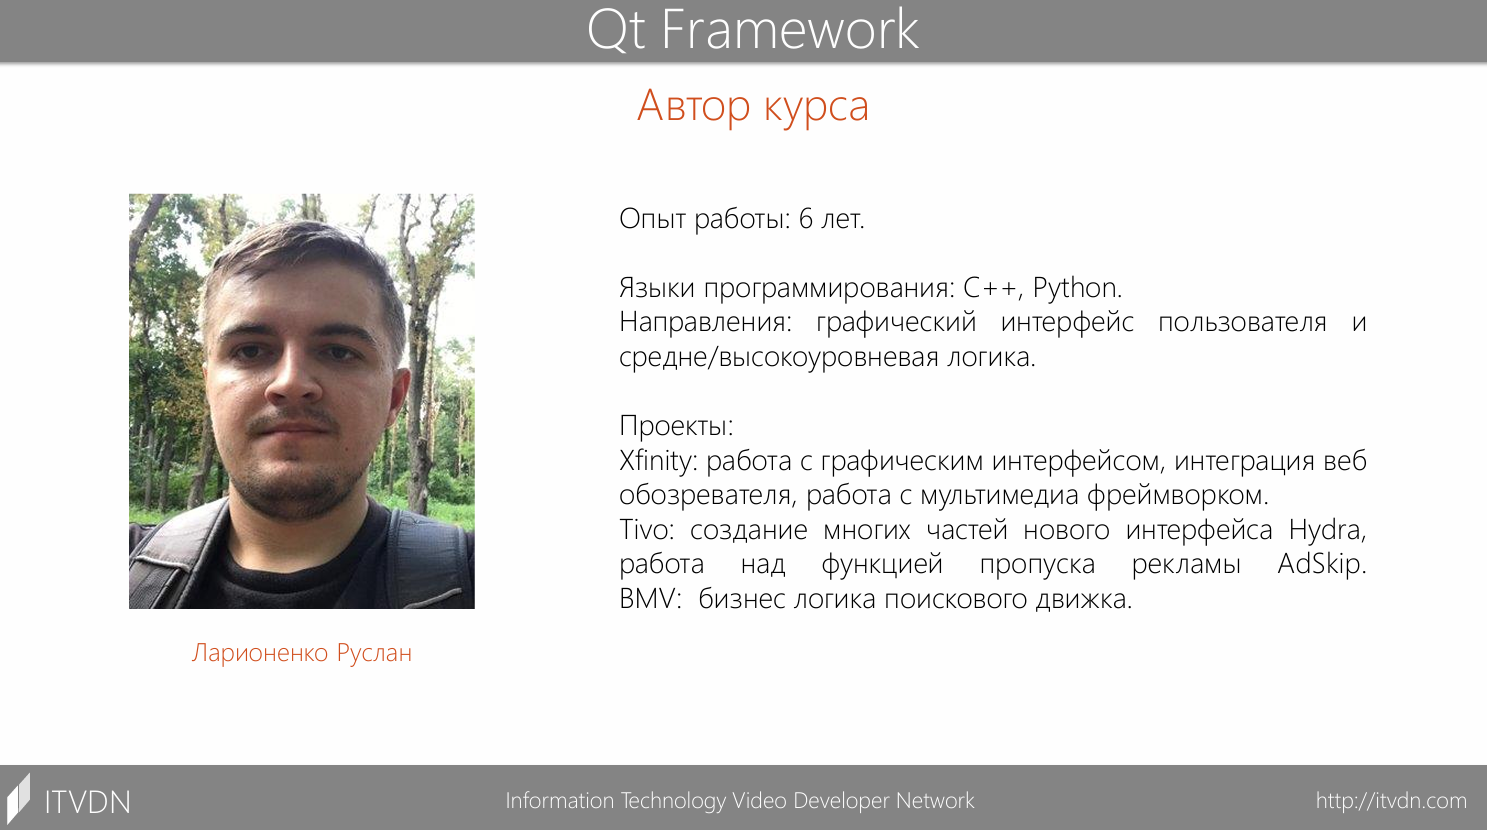 Qt Framework
Автор курса
Опыт работы: 6 лет.
Языки программирования: C++, Python.
Направления: графический интерфейс пользователя и
средне/высокоуровневая логика.
Проекты:
Xfinity: работа с графическим интерфейсом, интеграция веб
обозревателя, работа с мультимедиа фреймворком.
Tivo: создание многих частей нового интерфейса Hydra,
работа над функцией пропуска рекламы AdSkip.
BMV: бизнес логика поискового движка.
Ларионенко Руслан
ITVDN
Information Technology Video Developer Network
http://itvdn.com